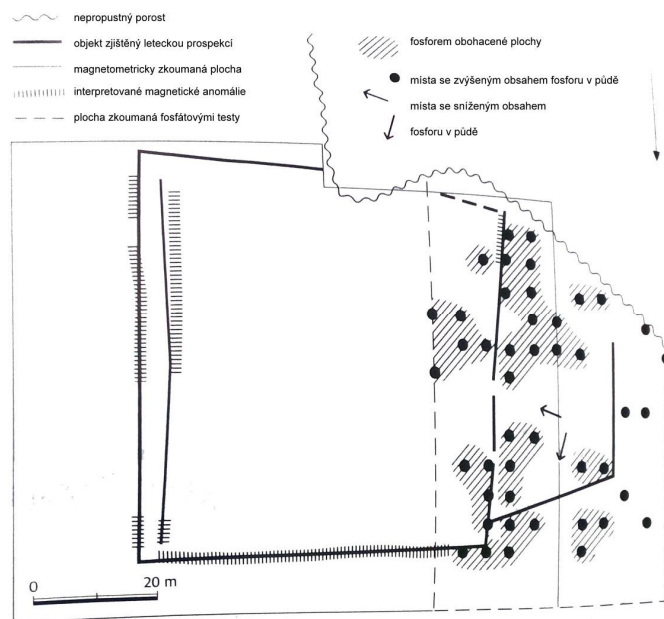 nepropustný porost
objekt zjištěný leteckou prospekcí
magnetometricky zkoumaná plocha
interpretované magnetické anomálie
plocha zkoumaná fosfátovými testy
fosforem obohacené plochy
místa se zvýšeným obsahem fosforu v půdě
místa se sníženým obsahem
fosforu v půdě
0
20 m